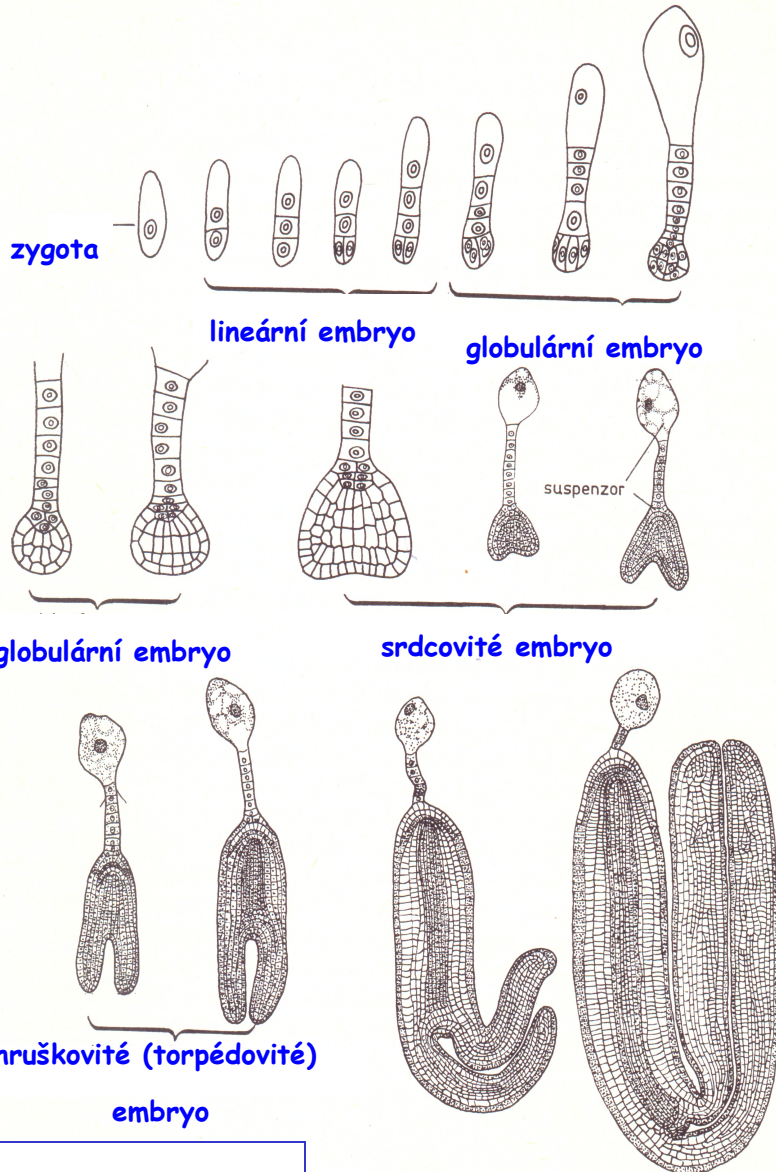 zygota
lineární embryo
globulární embryo
suspenzor
globulární embryo
srdcovité embryo
hruškovité (torpédovité)
embryo